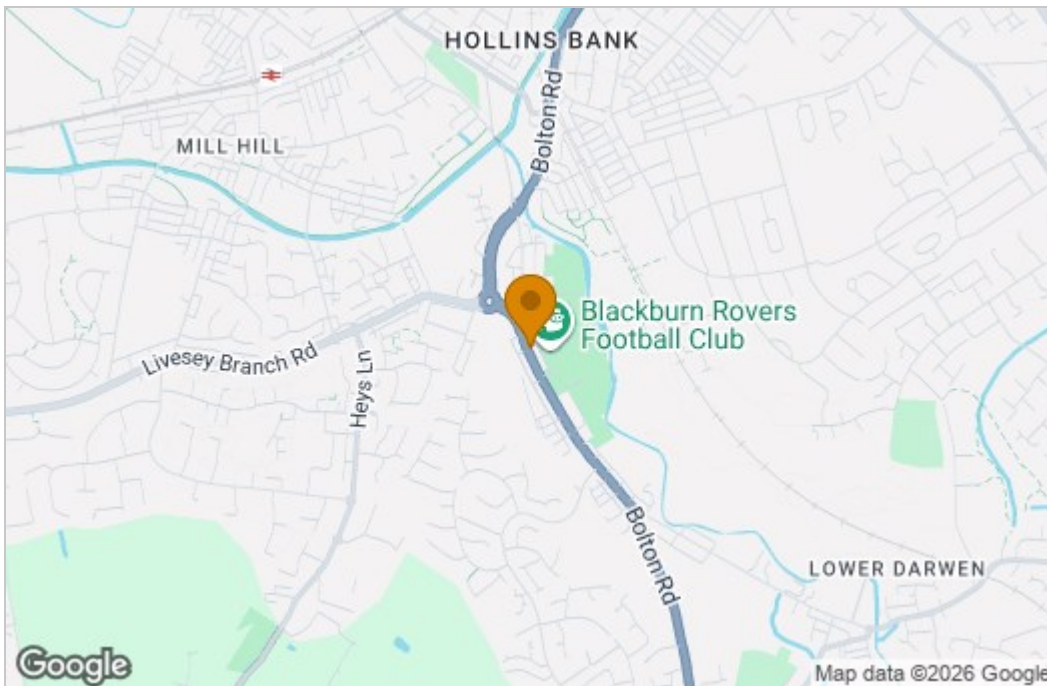 HOLLINS BANK
Bolton Rd
MILL HILL
Blackburn Rovers
Football Club
Livesey Branch Rd
Heys Ln
Bolton Rd
LOWER DARWEN
Google
Map data ©2026 Google